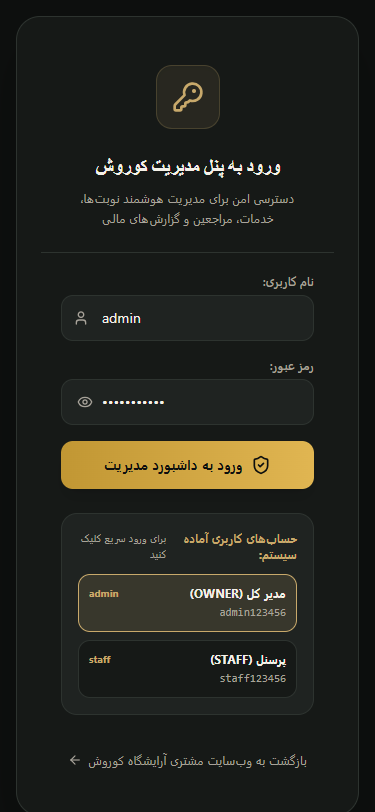 ورود به پنل مدیریت کوروش
دسترسی امن برای مدیریت هوشمند نوبت‌ها،
خدمات، مراجعین و گزارش‌های مالی
نام کاربری:
admin
رمز عبور:
•••••••••••
ورود به داشبورد مدیریت
حساب‌های کاربری آماده سیستم:
برای ورود سریع کلیک کنید
مدیر کل (OWNER)
admin
admin123456
پرسنل (STAFF)
staff
staff123456
بازگشت به وب‌سایت مشتری آرایشگاه کوروش ←